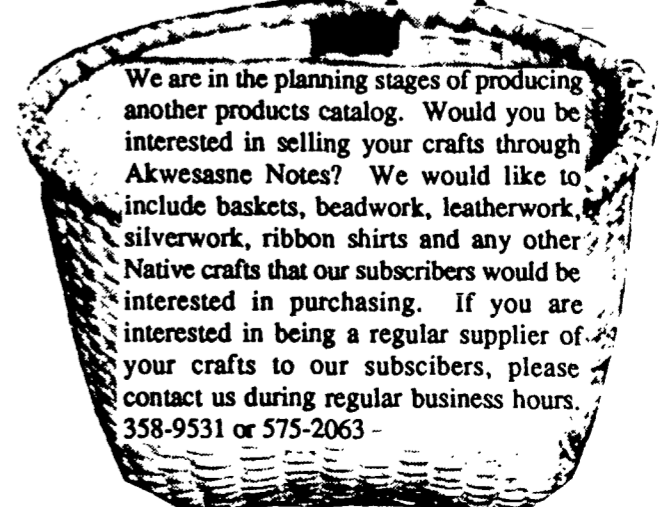 We are in the planning stages of producing
another products catalog. Would you be
interested in selling your crafts through
Akwesasne Notes? We would like to
include baskets, beadwork, leatherwork,
silverwork, ribbon shirts and any other
Native crafts that our subscribers would be
interested in purchasing. If you are
interested in being a regular supplier of
your crafts to our subscibers, please
contact us during regular business hours.
358-9531 or 575-2063 -